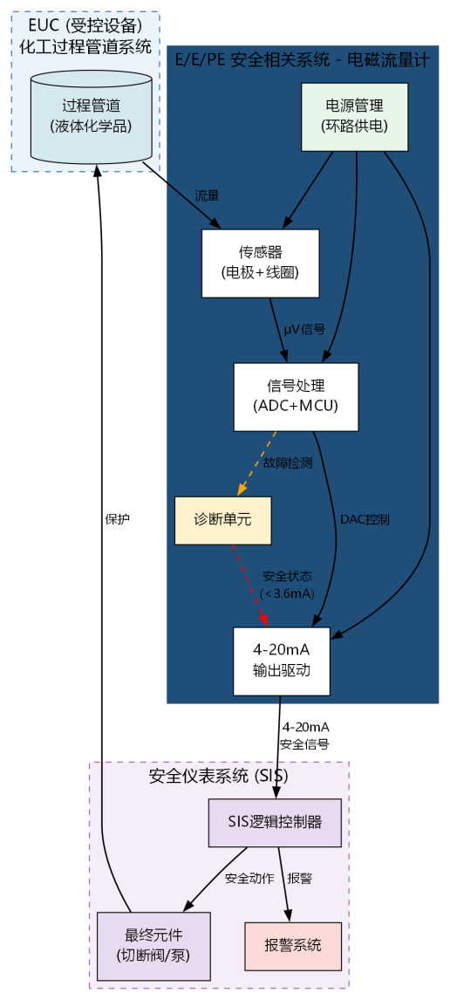 EUC (受控设备)
化工过程管道系统
过程管道
(液体化学品)
E/E/PE 安全相关系统 - 电磁流量计
电源管理
(环路供电)
流量
传感器
(电极+线圈)
μV信号
信号处理
(ADC+MCU)
故障检测
诊断单元
DAC控制
保护
安全状态
(<3.6mA)
4-20mA
输出驱动
4-20mA
安全信号
安全仪表系统 (SIS)
SIS逻辑控制器
安全动作
报警
最终元件
(切断阀/泵)
报警系统